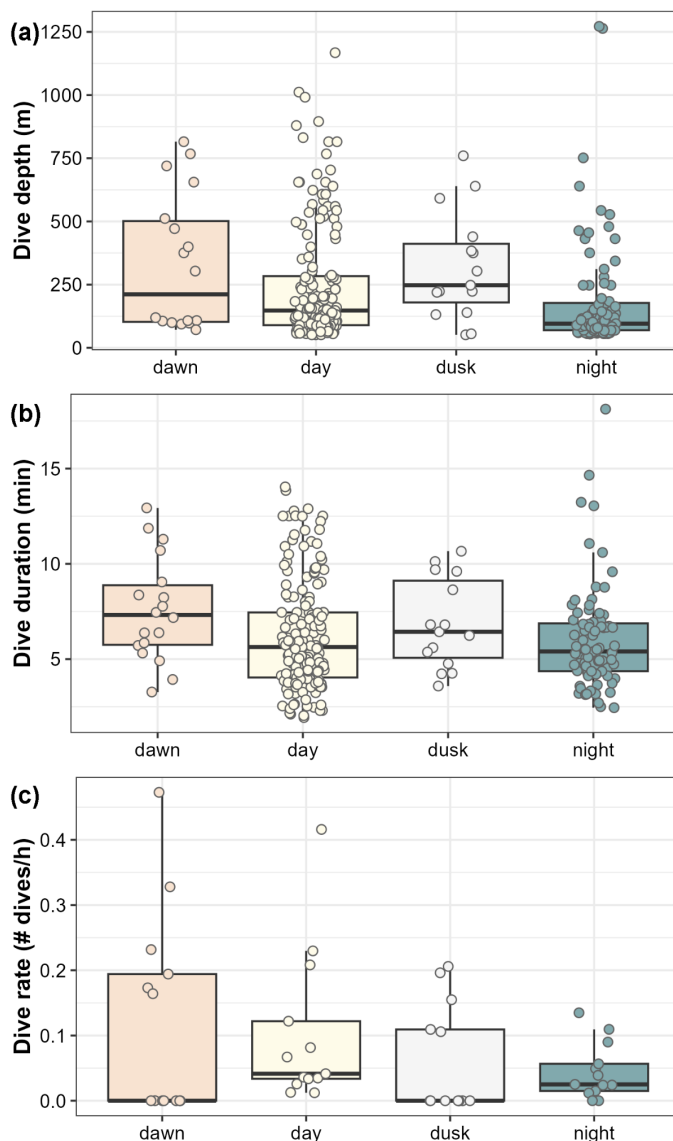 (a)
Dive depth (m)
1250
1000
750
500
250
0
dawn day dusk night
(b)
Dive duration (min)
15
10
5
dawn day dusk night
(c)
Dive rate (# dives/h)
0.4
0.3
0.2
0.1
0.0
dawn day dusk night